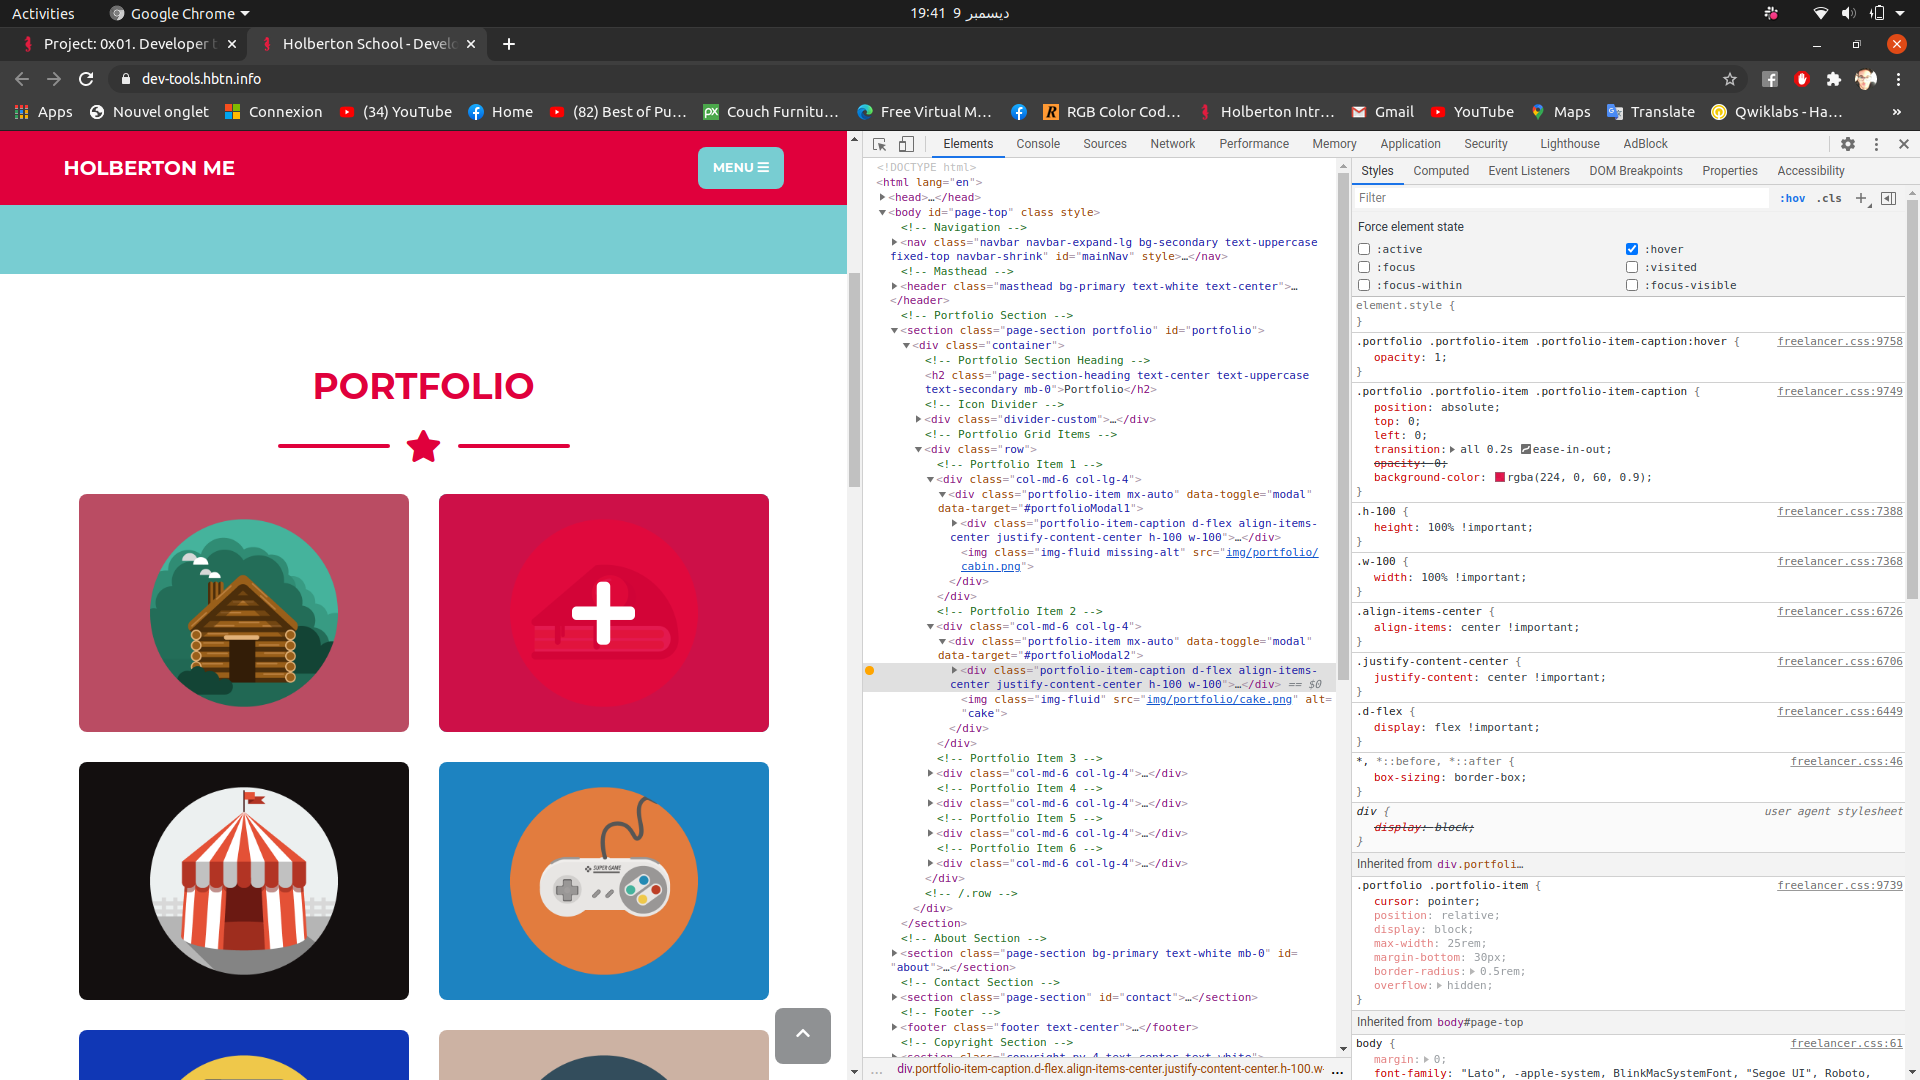 Activities
Google Chrome
19:41 9 ديسمبر
Project: 0x01. Developer t
Holberton School - Develo
dev-tools.hbtn.info
Apps
Nouvel onglet
Connexion
(34) YouTube
Home
(82) Best of Pu...
Couch Furnitu...
Free Virtual M...
RGB Color Cod...
Holberton Intr...
Gmail
YouTube
Maps
Translate
Qwiklabs - Ha...
»
HOLBERTON ME
MENU
PORTFOLIO
SUPER GAME
Elements Console Sources Network Performance Memory Application Security Lighthouse AdBlock
<!DOCTYPE html>
<html lang="en">
<head>…</head>
<body id="page-top" class style>
<!-- Navigation -->
<nav class="navbar navbar-expand-lg bg-secondary text-uppercase
fixed-top navbar-shrink" id="mainNav" style>…</nav>
<!-- Masthead -->
<header class="masthead bg-primary text-white text-center">…
</header>
<!-- Portfolio Section -->
<section class="page-section portfolio" id="portfolio">
<div class="container">
<!-- Portfolio Section Heading -->
<h2 class="page-section-heading text-center text-uppercase
text-secondary mb-0">Portfolio</h2>
<!-- Icon Divider -->
<div class="divider-custom">…</div>
<!-- Portfolio Grid Items -->
<div class="row">
<!-- Portfolio Item 1 -->
<div class="col-md-6 col-lg-4">
<div class="portfolio-item mx-auto" data-toggle="modal"
data-target="#portfolioModal1">
<div class="portfolio-item-caption d-flex align-items-
center justify-content-center h-100 w-100">…</div>
<img class="img-fluid missing-alt" src="img/portfolio/
cabin.png">
</div>
</div>
<!-- Portfolio Item 2 -->
<div class="col-md-6 col-lg-4">
<div class="portfolio-item mx-auto" data-toggle="modal"
data-target="#portfolioModal2">
<div class="portfolio-item-caption d-flex align-items-
center justify-content-center h-100 w-100">…</div> == $0
<img class="img-fluid" src="img/portfolio/cake.png" alt=
"cake">
</div>
</div>
<!-- Portfolio Item 3 -->
<div class="col-md-6 col-lg-4">…</div>
<!-- Portfolio Item 4 -->
<div class="col-md-6 col-lg-4">…</div>
<!-- Portfolio Item 5 -->
<div class="col-md-6 col-lg-4">…</div>
<!-- Portfolio Item 6 -->
<div class="col-md-6 col-lg-4">…</div>
</div>
<!-- /.row -->
</div>
</section>
<!-- About Section -->
<section class="page-section bg-primary text-white mb-0" id=
"about">…</section>
<!-- Contact Section -->
<section class="page-section" id="contact">…</section>
<!-- Footer -->
<footer class="footer text-center">…</footer>
<!-- Copyright Section -->
<section class="copyright py-4 text-center text-white">
... div.portfolio-item-caption.d-flex.align-items-center.justify-content-center.h-100.w- ...
Styles Computed Event Listeners DOM Breakpoints Properties Accessibility
Filter
:hov .cls
Force element state
:active :hover
:focus :visited
:focus-within :focus-visible
element.style {
}
.portfolio .portfolio-item .portfolio-item-caption:hover { freelancer.css:9758
opacity: 1;
}
.portfolio .portfolio-item .portfolio-item-caption { freelancer.css:9749
position: absolute;
top: 0;
left: 0;
transition: all 0.2s ease-in-out;
opacity: 0;
background-color: rgba(224, 0, 60, 0.9);
}
.h-100 { freelancer.css:7388
height: 100% !important;
}
.w-100 { freelancer.css:7368
width: 100% !important;
}
.align-items-center { freelancer.css:6726
align-items: center !important;
}
.justify-content-center { freelancer.css:6706
justify-content: center !important;
}
.d-flex { freelancer.css:6449
display: flex !important;
}
*, *::before, *::after { freelancer.css:46
box-sizing: border-box;
}
div { user agent stylesheet
display: block;
}
Inherited from div.portfoli…
.portfolio .portfolio-item { freelancer.css:9739
cursor: pointer;
position: relative;
display: block;
max-width: 25rem;
margin-bottom: 30px;
border-radius: 0.5rem;
overflow: hidden;
}
Inherited from body#page-top
body { freelancer.css:61
margin: 0;
font-family: "Lato", -apple-system, BlinkMacSystemFont, "Segoe UI", Roboto,